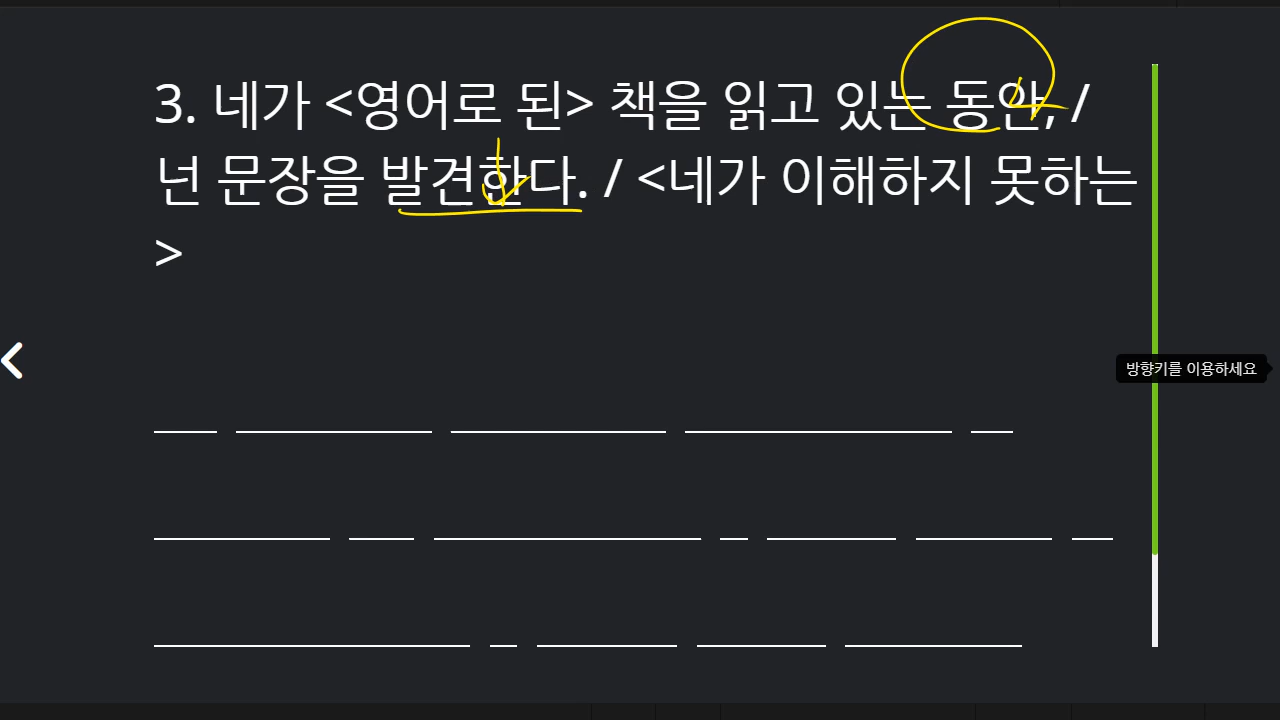 3. 네가 <영어로 된> 책을 읽고 있는 동안, /
넌 문장을 발견한다. / <네가 이해하지 못하는
>
방향키를 이용하세요